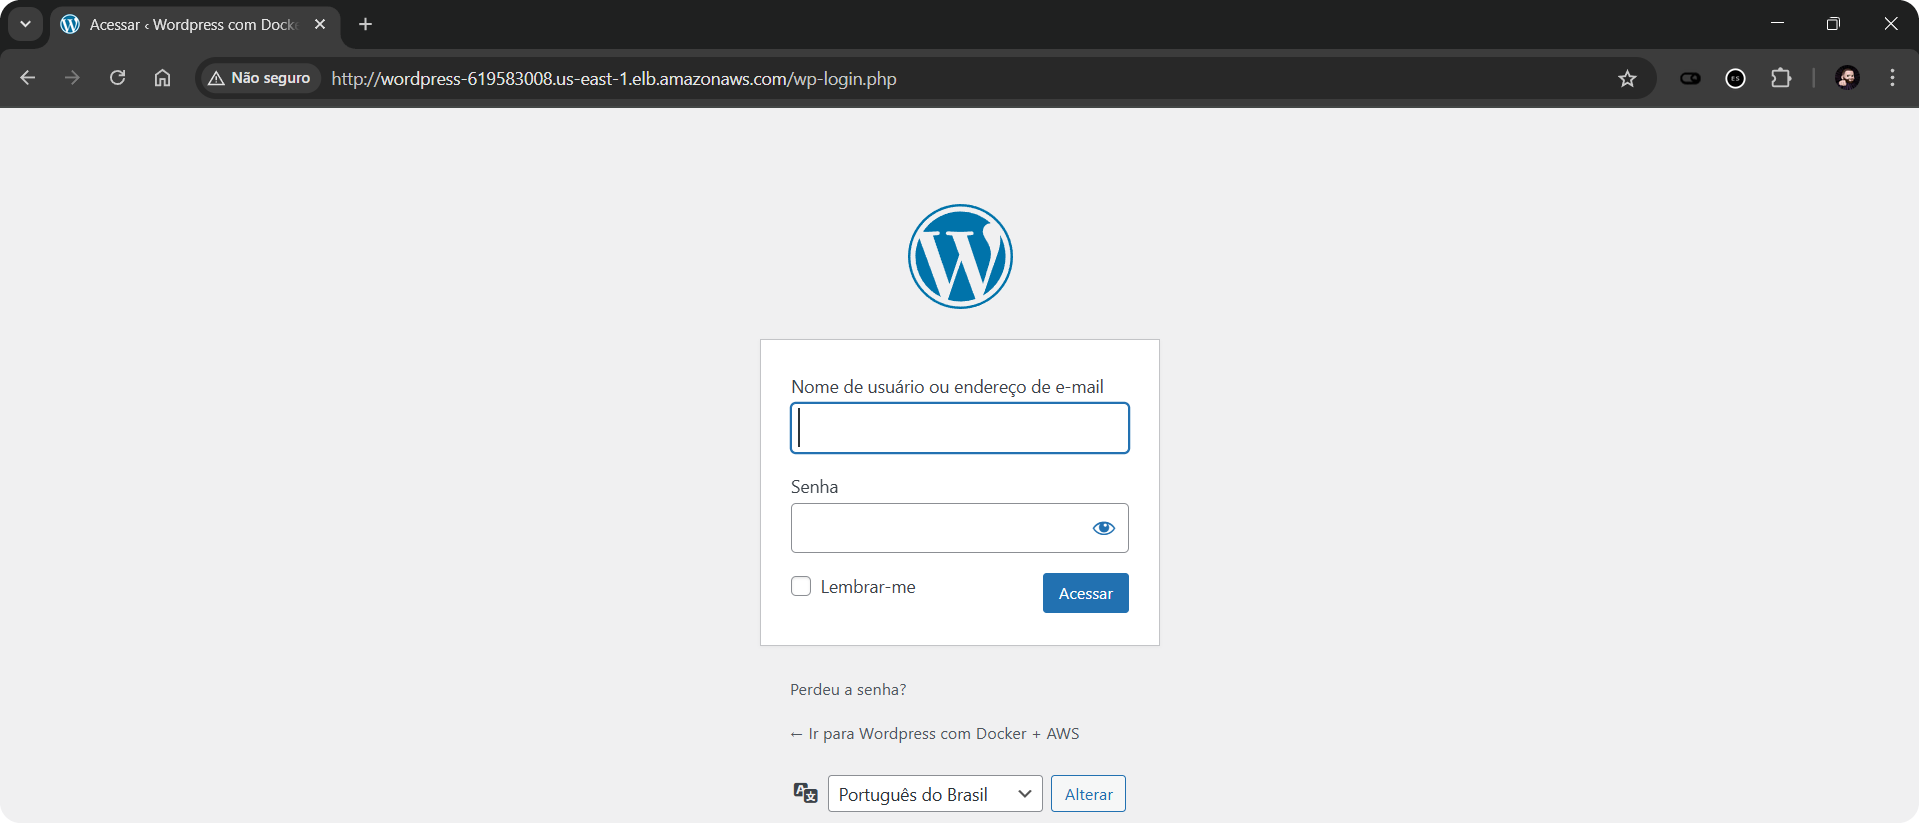 Acessar ‹ Wordpress com Docke
Não seguro
http://wordpress-619583008.us-east-1.elb.amazonaws.com/wp-login.php
ES
Nome de usuário ou endereço de e-mail
Senha
Lembrar-me
Acessar
Perdeu a senha?
← Ir para Wordpress com Docker + AWS
Português do Brasil
Alterar